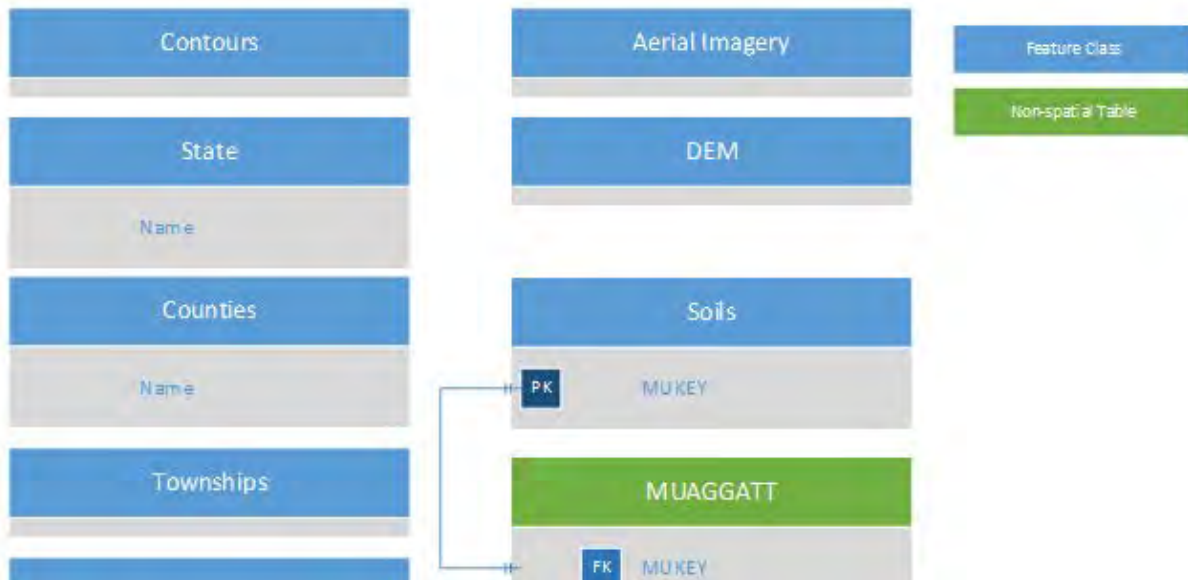 Contours
Aerial Imagery
Feature Class
Non-spatial Table
State
DEM
Name
Counties
Soils
Name
PK
MUKEY
Townships
MUAGGATT
FK
MUKEY